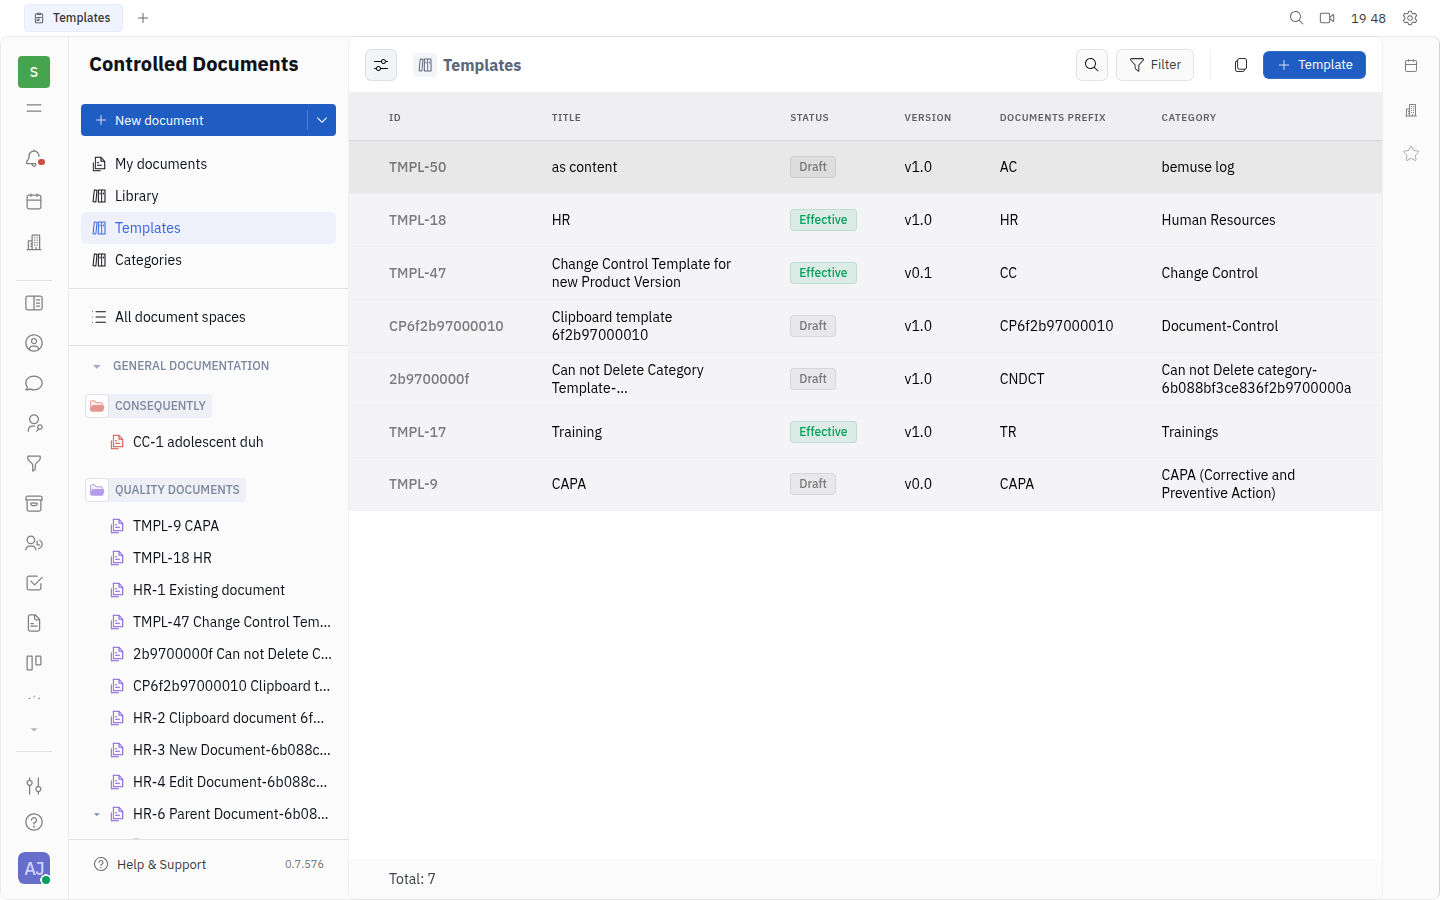 Templates
19 48
S
Controlled Documents
New document
My documents
Library
Templates
Categories
All document spaces
GENERAL DOCUMENTATION
CONSEQUENTLY
CC-1 adolescent duh
QUALITY DOCUMENTS
TMPL-9 CAPA
TMPL-18 HR
HR-1 Existing document
TMPL-47 Change Control Tem...
2b9700000f Can not Delete C...
CP6f2b97000010 Clipboard t...
HR-2 Clipboard document 6f...
HR-3 New Document-6b088c...
HR-4 Edit Document-6b088c...
HR-6 Parent Document-6b08...
Help & Support 0.7.576
AJ
Templates
Filter
Template
ID TITLE STATUS VERSION DOCUMENTS PREFIX CATEGORY
TMPL-50 as content Draft v1.0 AC bemuse log
TMPL-18 HR Effective v1.0 HR Human Resources
TMPL-47 Change Control Template for new Product Version Effective v0.1 CC Change Control
CP6f2b97000010 Clipboard template 6f2b97000010 Draft v1.0 CP6f2b97000010 Document-Control
2b9700000f Can not Delete Category Template-... Draft v1.0 CNDCT Can not Delete category-6b088bf3ce836f2b9700000a
TMPL-17 Training Effective v1.0 TR Trainings
TMPL-9 CAPA Draft v0.0 CAPA CAPA (Corrective and Preventive Action)
Total: 7